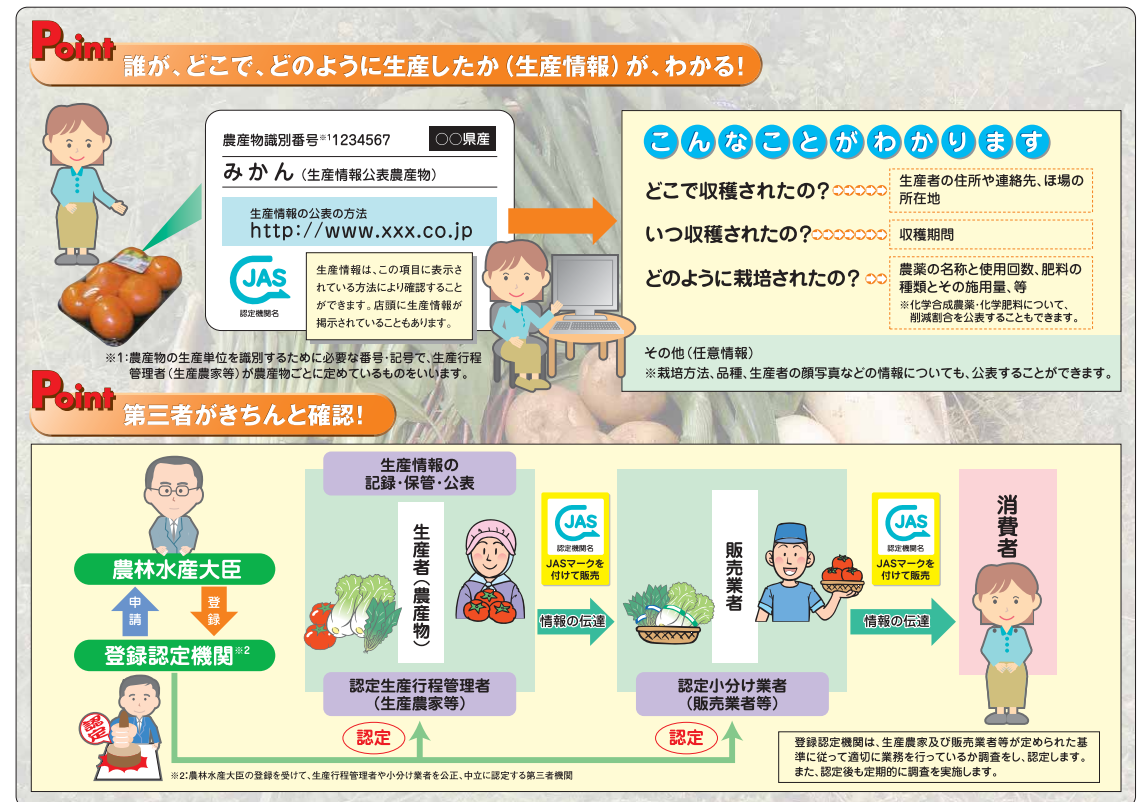 Point
誰が、どこで、どのように生産したか（生産情報）が、わかる！
農産物識別番号※1 1234567
○○県産
みかん（生産情報公表農産物）
生産情報の公表の方法
http://www.xxx.co.jp
JAS
認定機関名
生産情報は、この項目に表示さ
れている方法により確認すること
ができます。店頭に生産情報が
掲示されていることもあります。
※1：農産物の生産単位を識別するために必要な番号・記号で、生産行程
管理者（生産農家等）が農産物ごとに定めているものをいいます。
こんなことがわかります
どこで収穫されたの？
生産者の住所や連絡先、ほ場の
所在地
いつ収穫されたの？
収穫期間
どのように栽培されたの？
農薬の名称と使用回数、肥料の
種類とその施用量、等
※化学合成農薬・化学肥料について、
削減割合を公表することもできます。
その他（任意情報）
※栽培方法、品種、生産者の顔写真などの情報についても、公表することができます。
Point
第三者がきちんと確認！
農林水産大臣
申請
登録
登録認定機関※2
認定
生産情報の
記録・保管・公表
生産者（農産物）
認定生産行程管理者
（生産農家等）
認定
JAS
認定機関名
JASマークを
付けて販売
情報の伝達
販売業者
認定小分け業者
（販売業者等）
認定
JAS
認定機関名
JASマークを
付けて販売
情報の伝達
消費者
※2：農林水産大臣の登録を受けて、生産行程管理者や小分け業者を公正、中立に認定する第三者機関
登録認定機関は、生産農家及び販売業者等が定められた基
準に従って適切に業務を行っているか調査をし、認定します。
また、認定後も定期的に調査を実施します。